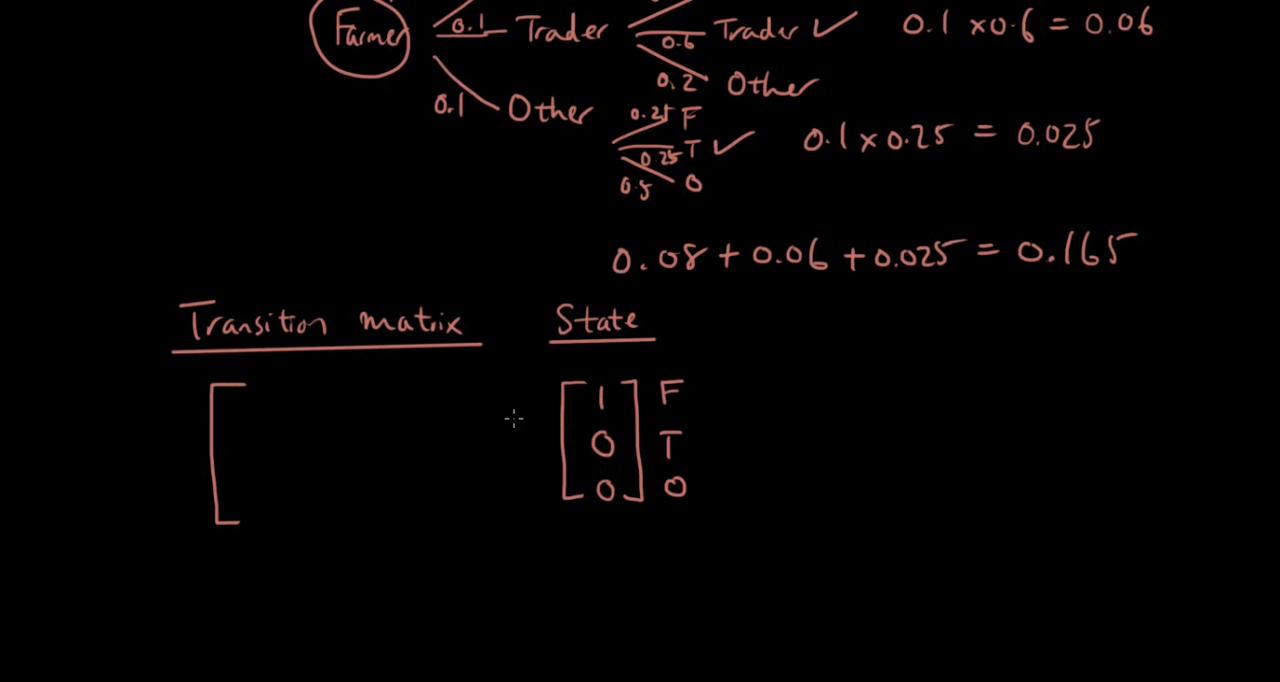 Farmer 0.1 Trader 0.6 Trader ✓ 0.1 × 0.6 = 0.06
0.2 Other
0.1 Other 0.25 F
0.25 T ✓ 0.1 × 0.25 = 0.025
0.5 O
0.08 + 0.06 + 0.025 = 0.165
Transition matrix State
[ [ 1 ] F
0 T
0 O